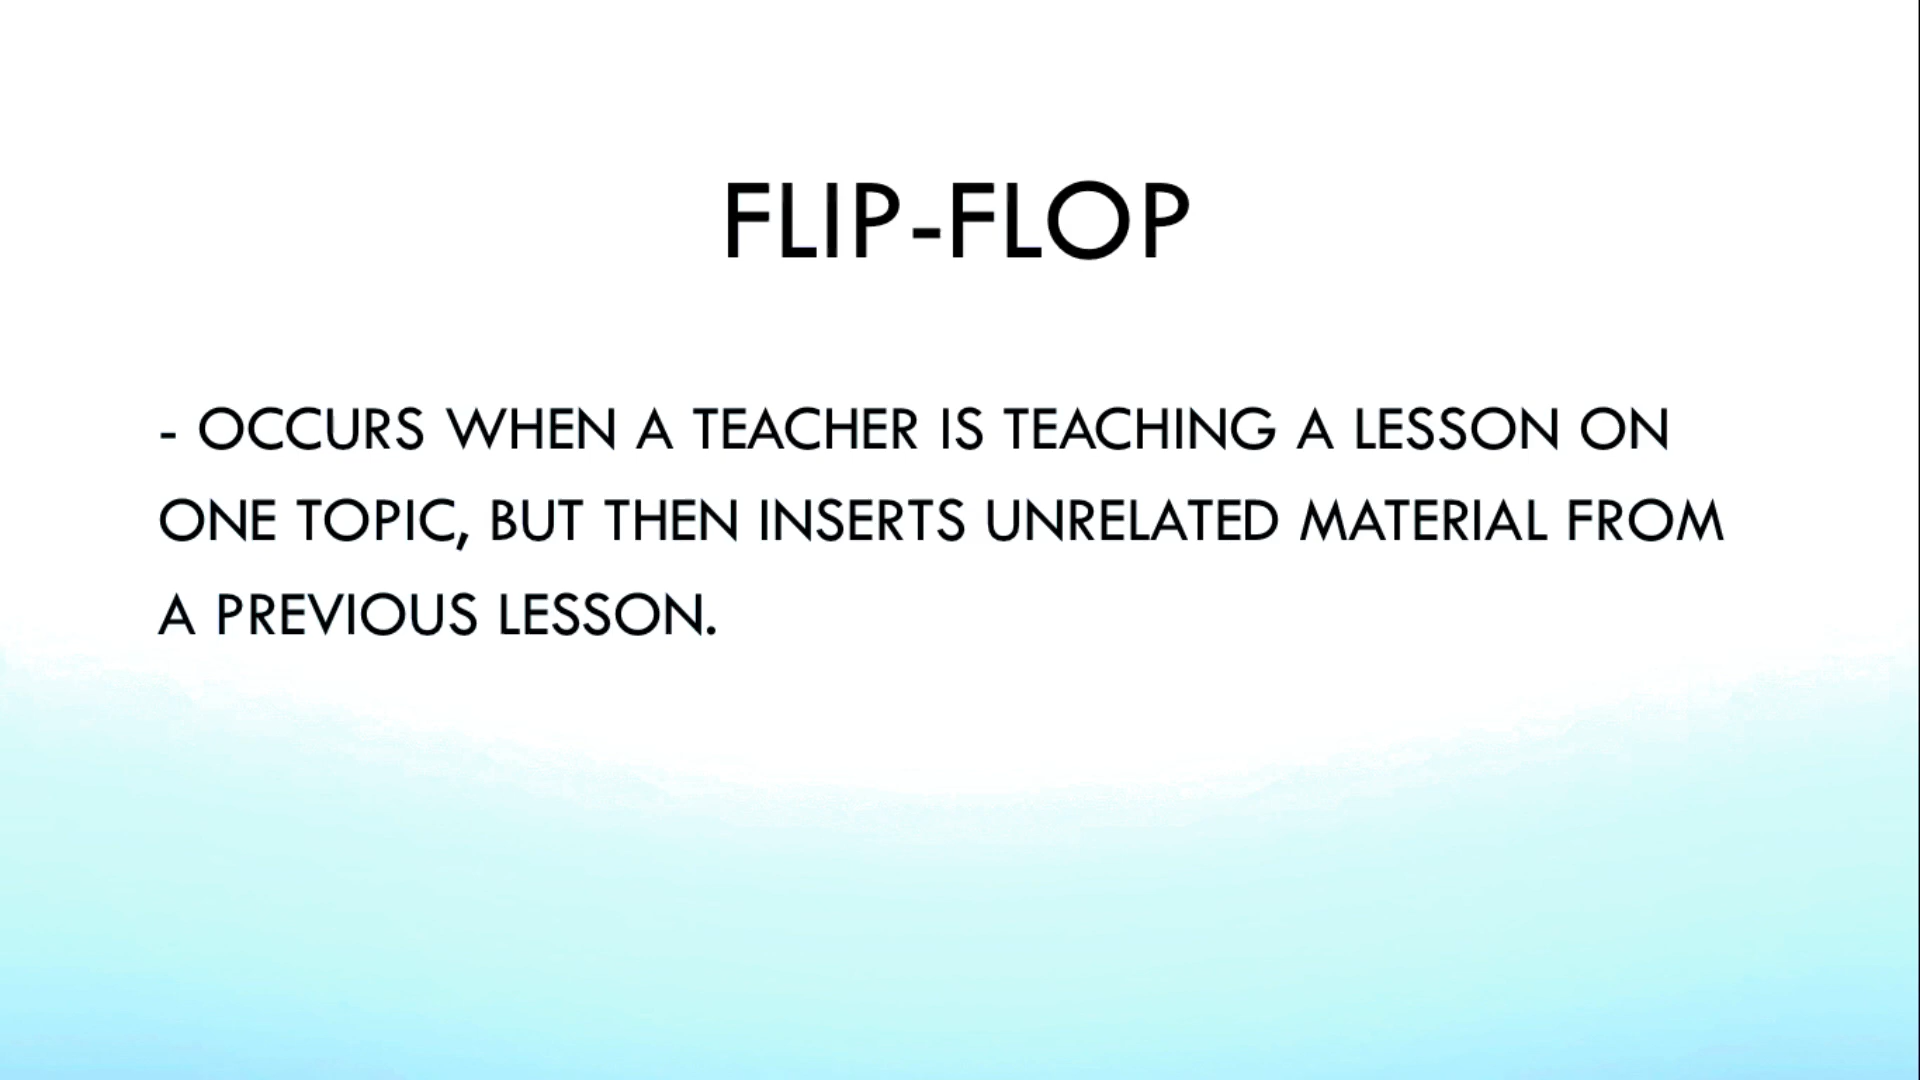 FLIP-FLOP
- OCCURS WHEN A TEACHER IS TEACHING A LESSON ON
ONE TOPIC, BUT THEN INSERTS UNRELATED MATERIAL FROM
A PREVIOUS LESSON.